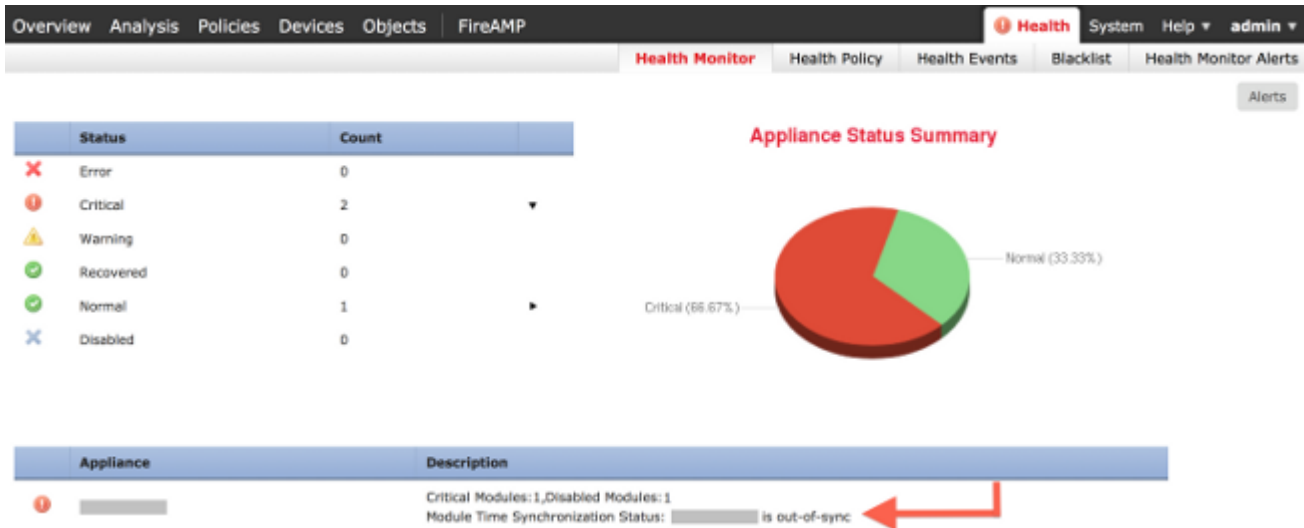 Overview Analysis Policies Devices Objects FireAMP Health System Help admin
Health Monitor Health Policy Health Events Blacklist Health Monitor Alerts
Alerts
Appliance Status Summary
Status Count
Error 0
Critical 2
Warning 0
Recovered 0
Normal 1
Disabled 0
Normal (33.33%)
Critical (66.67%)
Appliance Description
Critical Modules:1,Disabled Modules:1
Module Time Synchronization Status: is out-of-sync